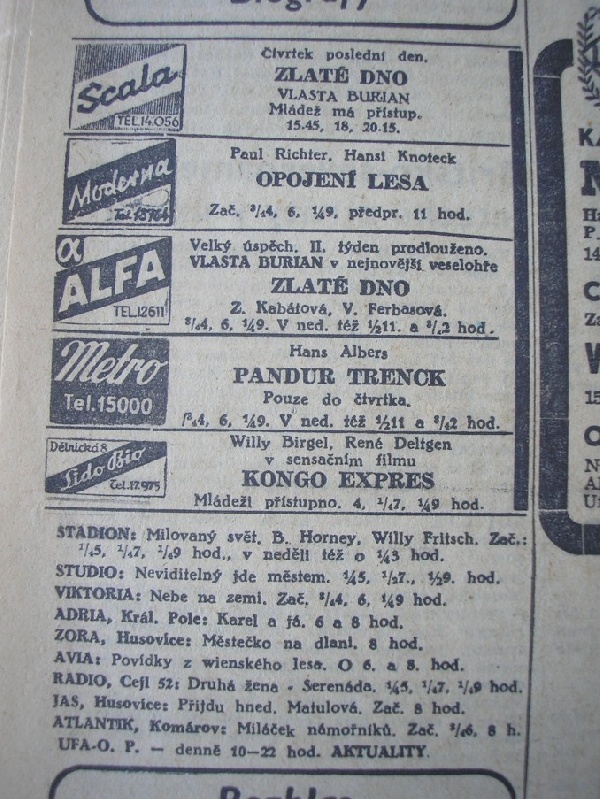 Biografy
Scala
TEL.14.056
Čtvrtek poslední den.
ZLATÉ DNO
VLASTA BURIAN
Mládež má přístup.
15.45, 18, 20.15.
Moderna
Paul Richter, Hansi Knoteck
OPOJENÍ LESA
Zač. ³/₄4, 6, ¼9, předpr. 11 hod.
α
ALFA
TEL.12611
Velký úspěch. II. týden prodlouženo.
VLASTA BURIAN v nejnovější veselohře
ZLATÉ DNO
Z. Kabátová, V. Ferbasová.
³/₄4, 6, ¼9. V ned. též ½11. a ³/₄2 hod.
Metro
Tel. 15000
Hans Albers
PANDUR TRENCK
Pouze do čtvrtka.
³/₄4, 6, ¼9. V ned. též ½11 a ³/₄2 hod.
Dělnická 8
Lido Bio
Tel. 17.975
Willy Birgel, René Deltgen
v sensačním filmu
KONGO EXPRES
Mládeži přístupno. 4, ¼7, ½9 hod.
STADION: Milovaný svět. B. Horney, Willy Fritsch. Zač.:
¼5, ½7, ¼9 hod., v neděli též o ¼3 hod.
STUDIO: Neviditelný jde městem. ¼5, ½7., ½9. hod.
VIKTORIA: Nebe na zemi. Zač. ³/₄4, 6, ¼9 hod.
ADRIA, Král. Pole: Karel a já. 6 a 8 hod.
ZORA, Husovice: Městečko na dlani. 8 hod.
AVIA: Povídky z wienského lesa. O 6. a 8. hod.
RADIO, Cejl 52: Druhá žena - Serenáda. ¼5, ½7, ½9 hod.
JAS, Husovice: Přijdu hned. Matulová. Zač. 8 hod.
ATLANTIK, Komárov: Miláček námořníků. Zač. ³/₄6, 8 h.
UFA-O. P. — denně 10—22 hod. AKTUALITY.